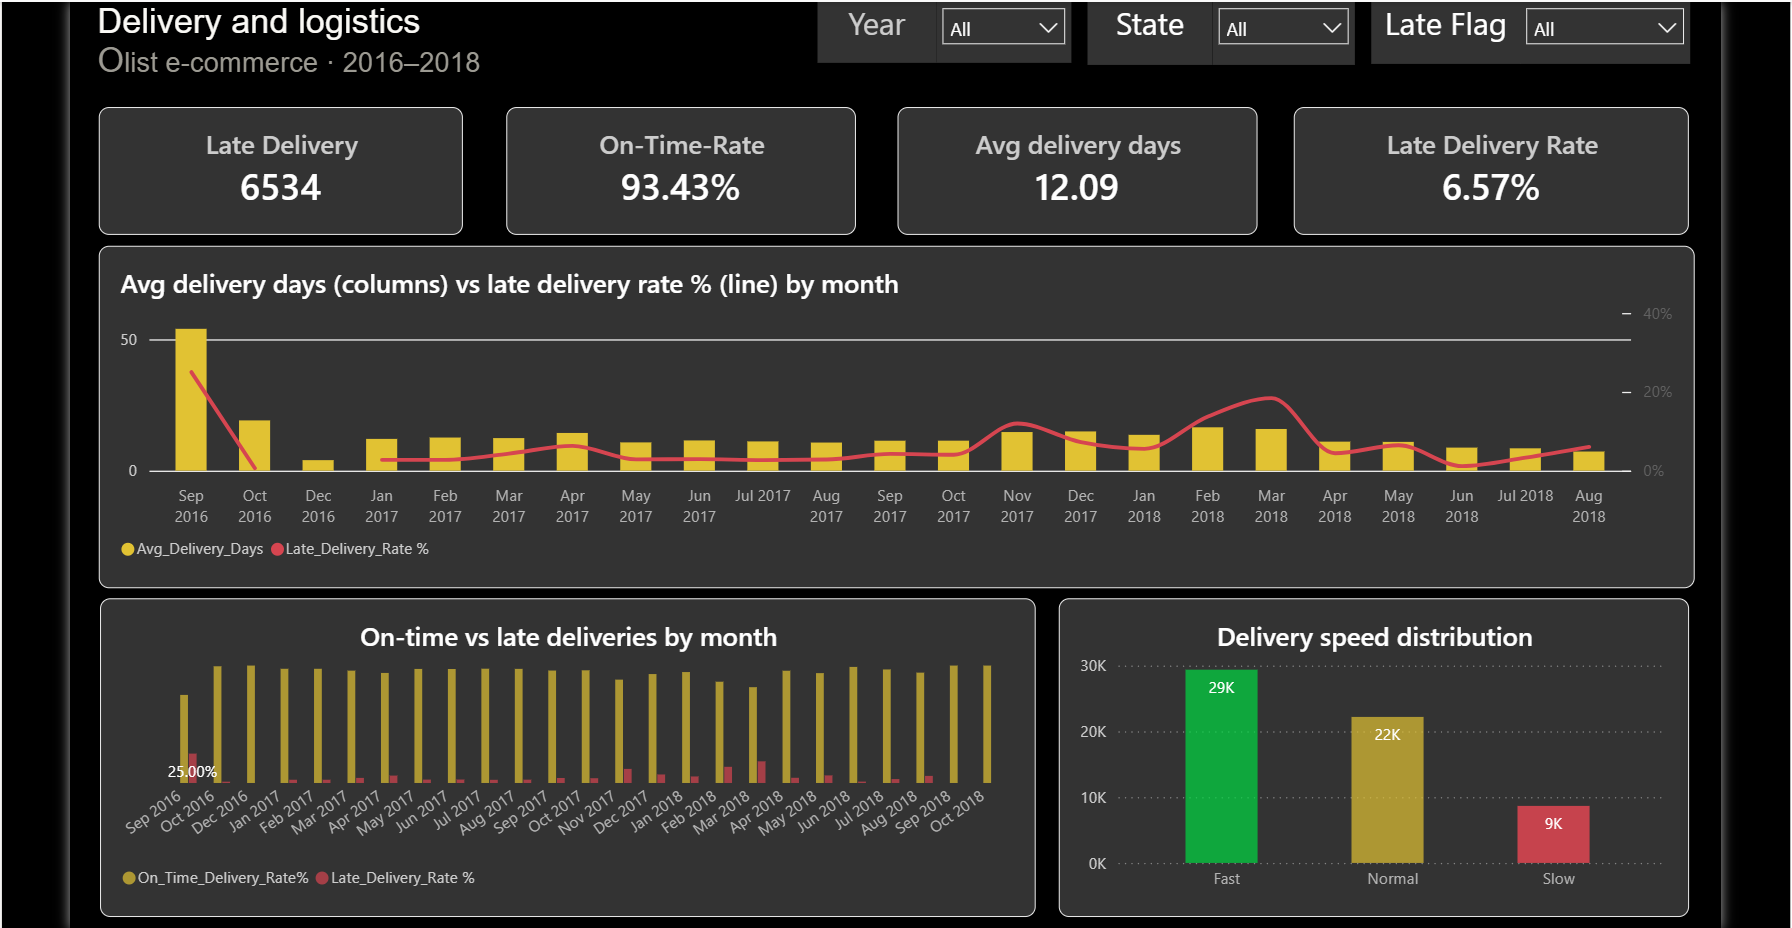 Delivery and logistics
Olist e-commerce · 2016–2018
Year All
State All
Late Flag All
Late Delivery
6534
On-Time-Rate
93.43%
Avg delivery days
12.09
Late Delivery Rate
6.57%
Avg delivery days (columns) vs late delivery rate % (line) by month
40%
50
20%
0
0%
Sep 2016
Oct 2016
Dec 2016
Jan 2017
Feb 2017
Mar 2017
Apr 2017
May 2017
Jun 2017
Jul 2017
Aug 2017
Sep 2017
Oct 2017
Nov 2017
Dec 2017
Jan 2018
Feb 2018
Mar 2018
Apr 2018
May 2018
Jun 2018
Jul 2018
Aug 2018
Avg_Delivery_Days Late_Delivery_Rate %
On-time vs late deliveries by month
25.00%
Sep 2016
Oct 2016
Dec 2016
Jan 2017
Feb 2017
Mar 2017
Apr 2017
May 2017
Jun 2017
Jul 2017
Aug 2017
Sep 2017
Oct 2017
Nov 2017
Dec 2017
Jan 2018
Feb 2018
Mar 2018
Apr 2018
May 2018
Jun 2018
Jul 2018
Aug 2018
Sep 2018
Oct 2018
On_Time_Delivery_Rate% Late_Delivery_Rate %
Delivery speed distribution
30K
29K
20K
22K
10K
9K
0K
Fast
Normal
Slow